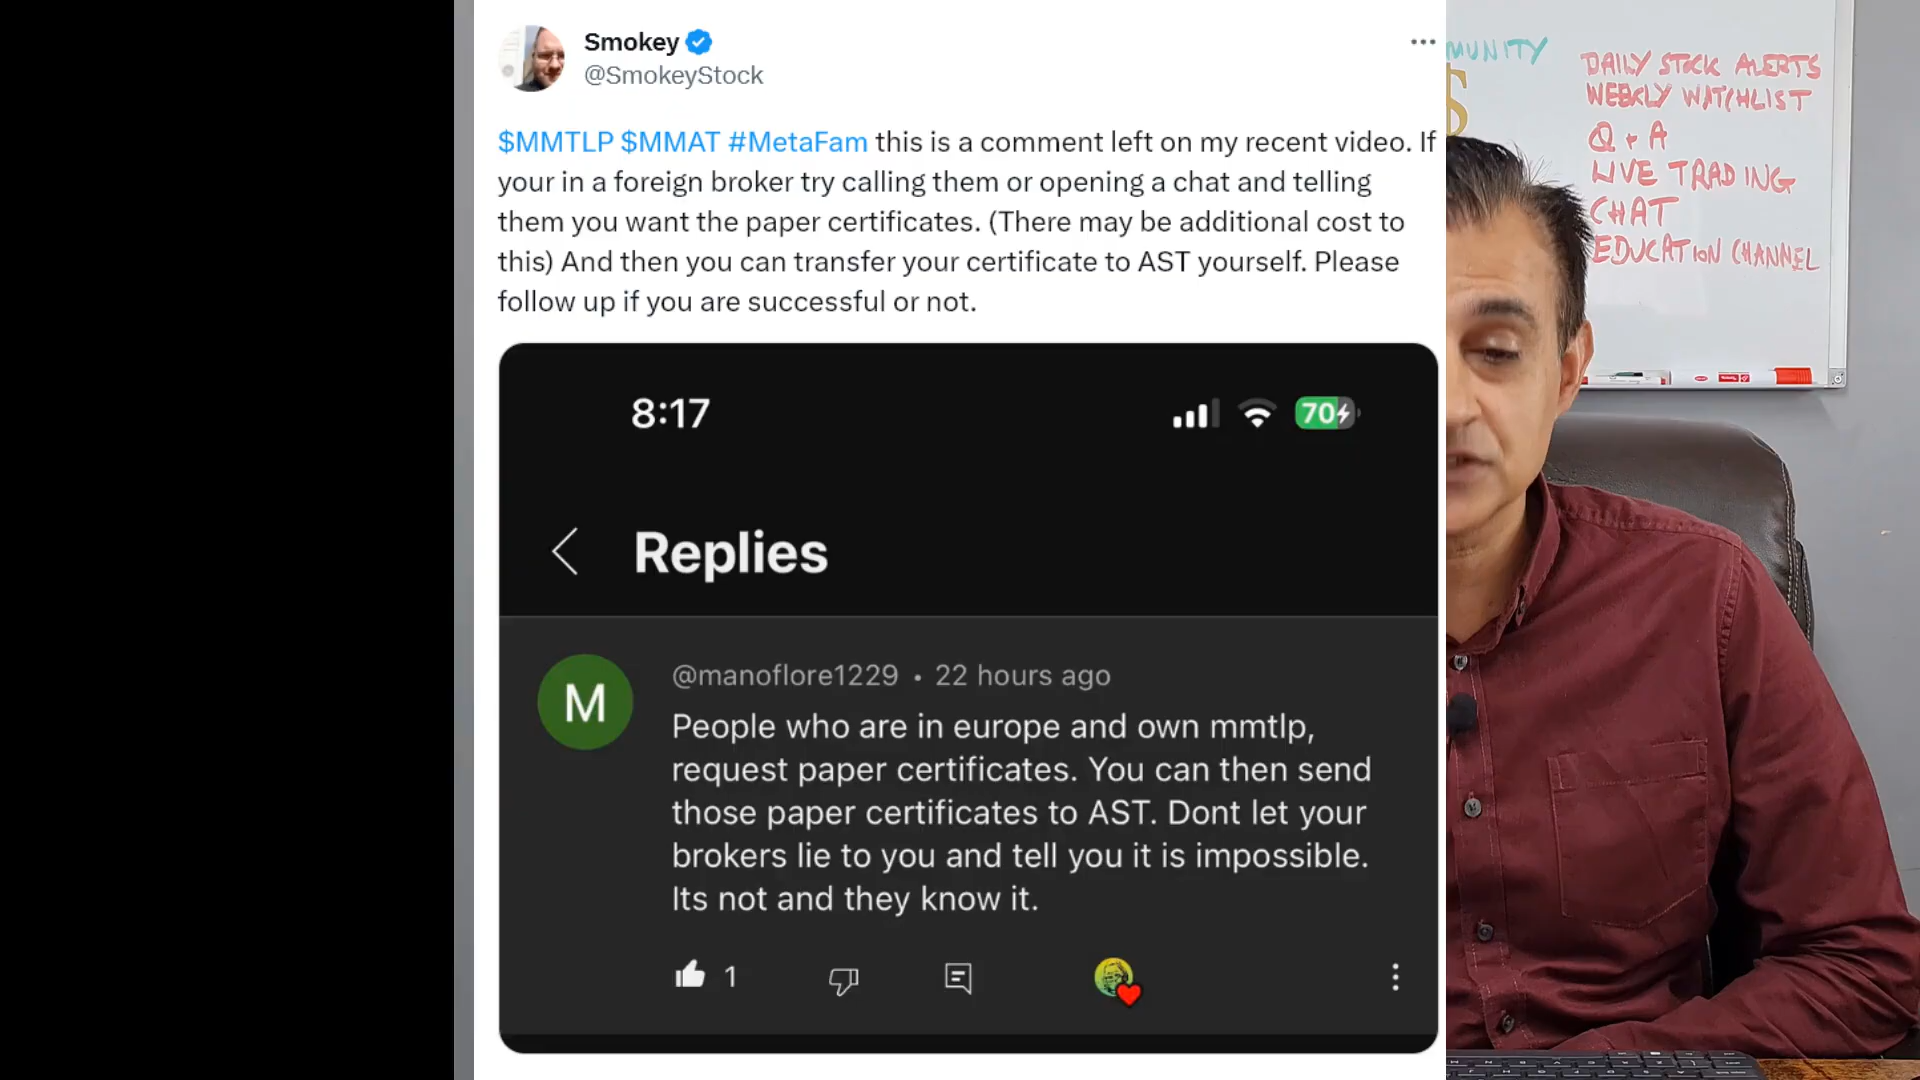 Smokey
@SmokeyStock
$MMTLP $MMAT #MetaFam this is a comment left on my recent video. If
your in a foreign broker try calling them or opening a chat and telling
them you want the paper certificates. (There may be additional cost to
this) And then you can transfer your certificate to AST yourself. Please
follow up if you are successful or not.
8:17
70
Replies
M
@manoflore1229 • 22 hours ago
People who are in europe and own mmtlp,
request paper certificates. You can then send
those paper certificates to AST. Dont let your
brokers lie to you and tell you it is impossible.
Its not and they know it.
1
MUNITY
$
DAILY STOCK ALERTS
WEEKLY WATCHLIST
Q + A
LIVE TRADING
CHAT
EDUCATION CHANNEL